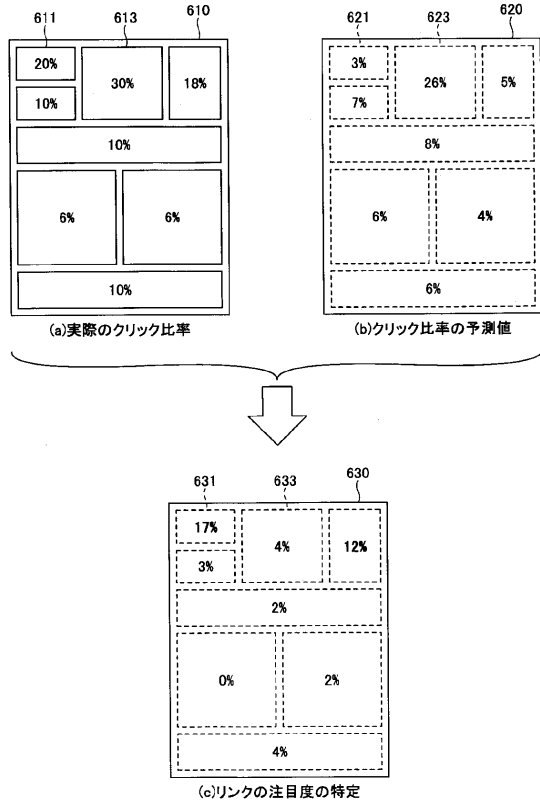 611 613 610
20% 30% 18%
10%
10%
6% 6%
10%
(a)実際のクリック比率
621 623 620
3% 26% 5%
7%
8%
6% 4%
6%
(b)クリック比率の予測値
631 633 630
17% 4% 12%
3%
2%
0% 2%
4%
(c)リンクの注目度の特定